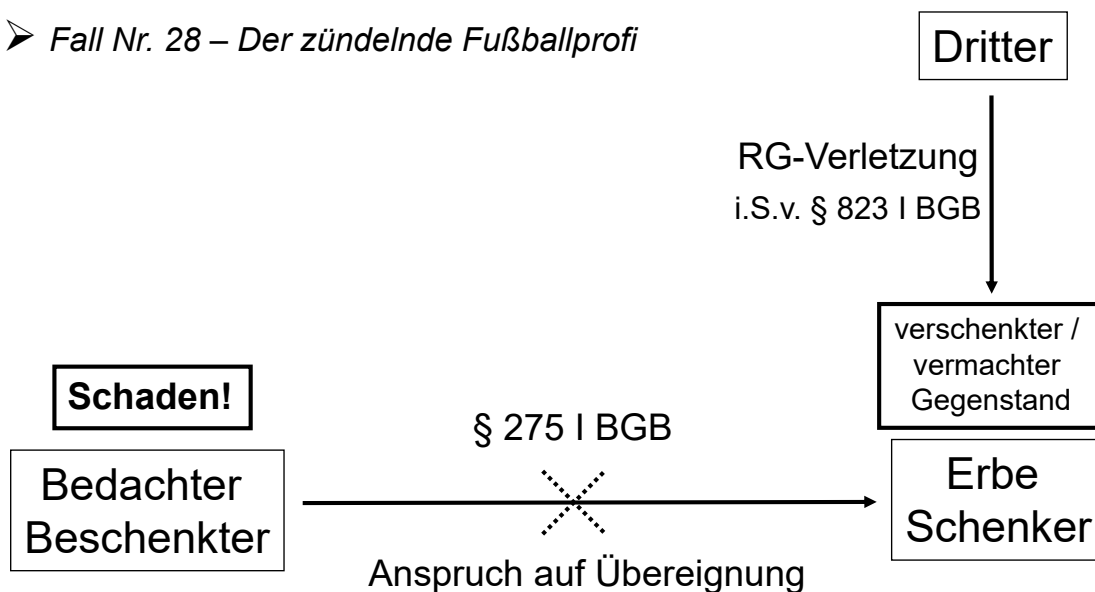 ➢ Fall Nr. 28 – Der zündelnde Fußballprofi
Dritter
RG-Verletzung
i.S.v. § 823 I BGB
verschenkter /
vermachter
Gegenstand
Schaden!
§ 275 I BGB
Bedachter
Beschenkter
Erbe
Schenker
Anspruch auf Übereignung